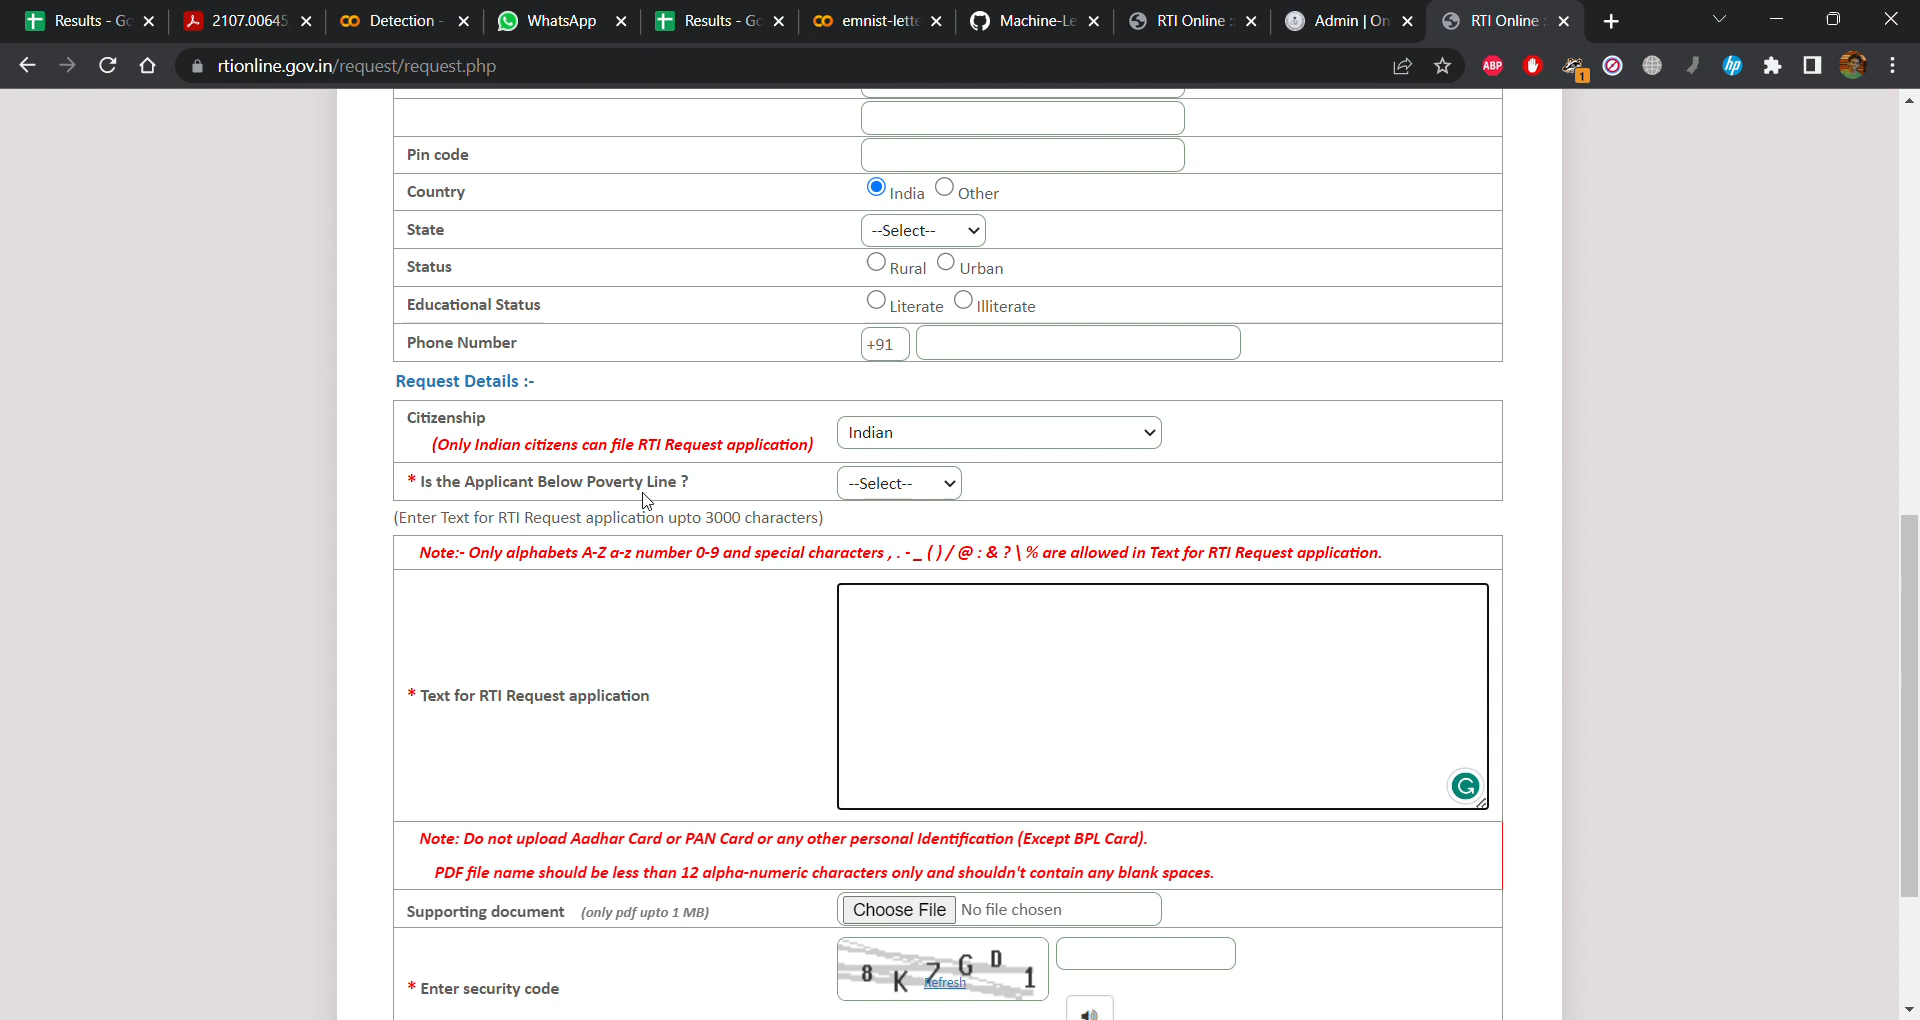 Results - Gc
2107.00645
Detection -
WhatsApp
Results - Gc
emnist-lette
Machine-Le
RTI Online :
Admin | On
RTI Online :
rtionline.gov.in/request/request.php
ABP
1
hp
Pin code
Country India Other
State --Select--
Status Rural Urban
Educational Status Literate Illiterate
Phone Number +91
Request Details :-
Citizenship
(Only Indian citizens can file RTI Request application) Indian
* Is the Applicant Below Poverty Line ? --Select--
(Enter Text for RTI Request application upto 3000 characters)
Note:- Only alphabets A-Z a-z number 0-9 and special characters , . - _ ( ) / @ : & ? \ % are allowed in Text for RTI Request application.
* Text for RTI Request application
G
Note: Do not upload Aadhar Card or PAN Card or any other personal Identification (Except BPL Card).
PDF file name should be less than 12 alpha-numeric characters only and shouldn't contain any blank spaces.
Supporting document (only pdf upto 1 MB) Choose File No file chosen
8 K Z G D 1
Refresh
* Enter security code